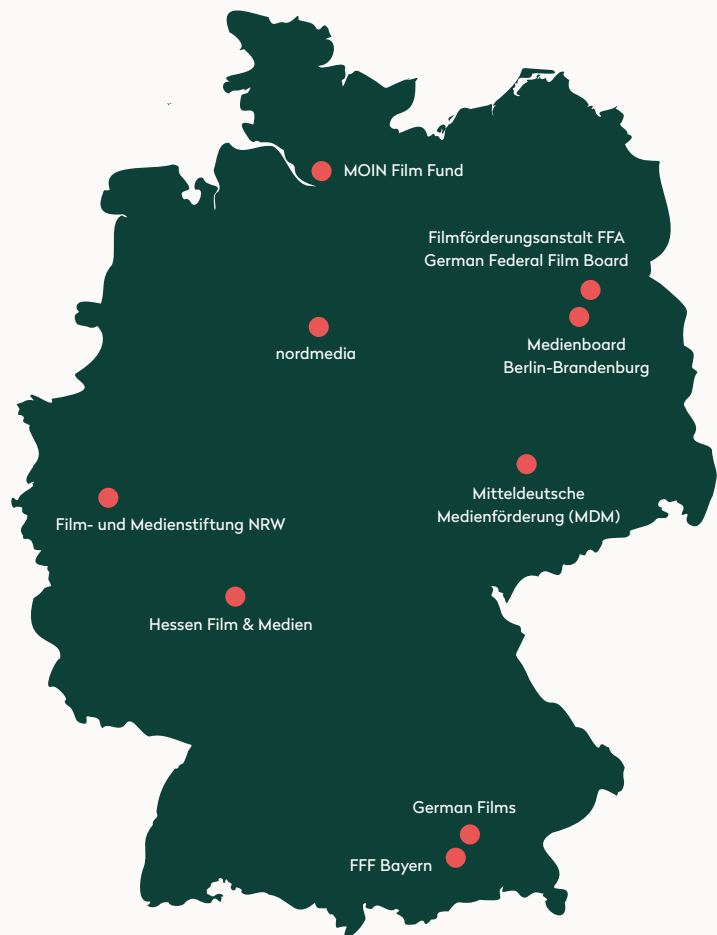 MOIN Film Fund
Filmförderungsanstalt FFA
German Federal Film Board
nordmedia
Medienboard
Berlin-Brandenburg
Mitteldeutsche
Medienförderung (MDM)
Film- und Medienstiftung NRW
Hessen Film & Medien
German Films
FFF Bayern